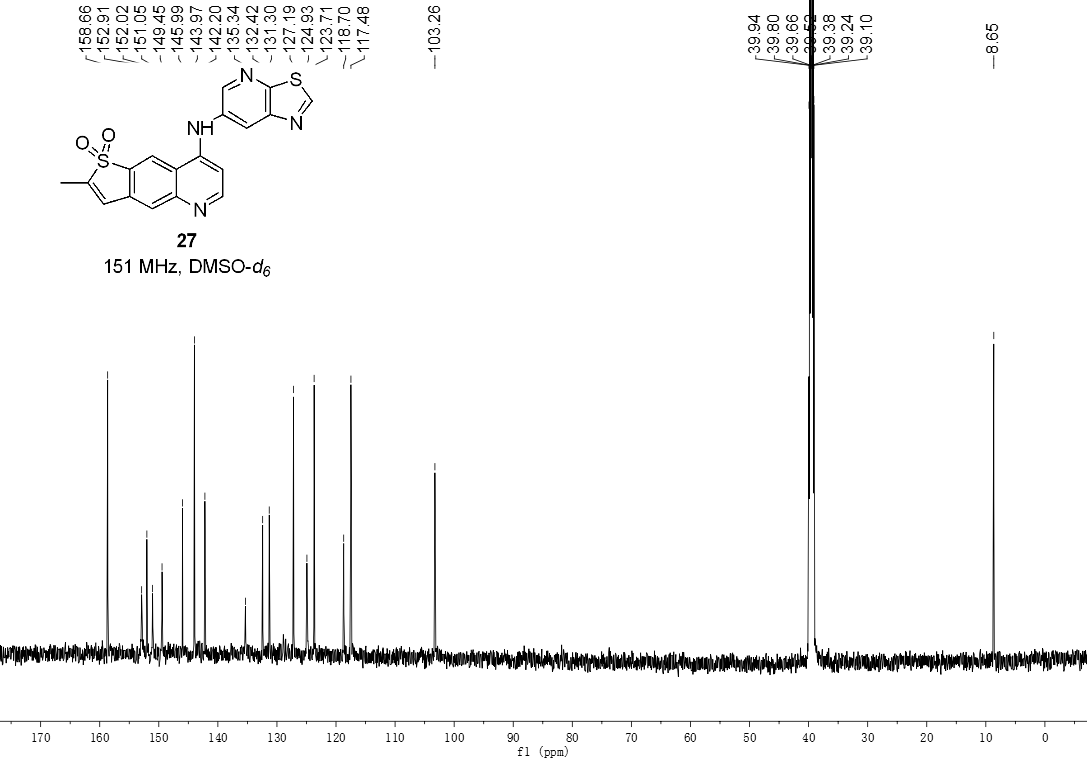 158.66
152.91
152.02
151.05
149.45
145.99
143.97
142.20
135.34
132.42
131.30
127.19
124.93
123.71
118.70
117.48
103.26
39.94
39.80
39.66
39.52
39.38
39.24
39.10
8.65
N
S
N
NH
O
O
S
N
27
151 MHz, DMSO-d6
170 160 150 140 130 120 110 100 90 80 70 60 50 40 30 20 10 0
f1 (ppm)